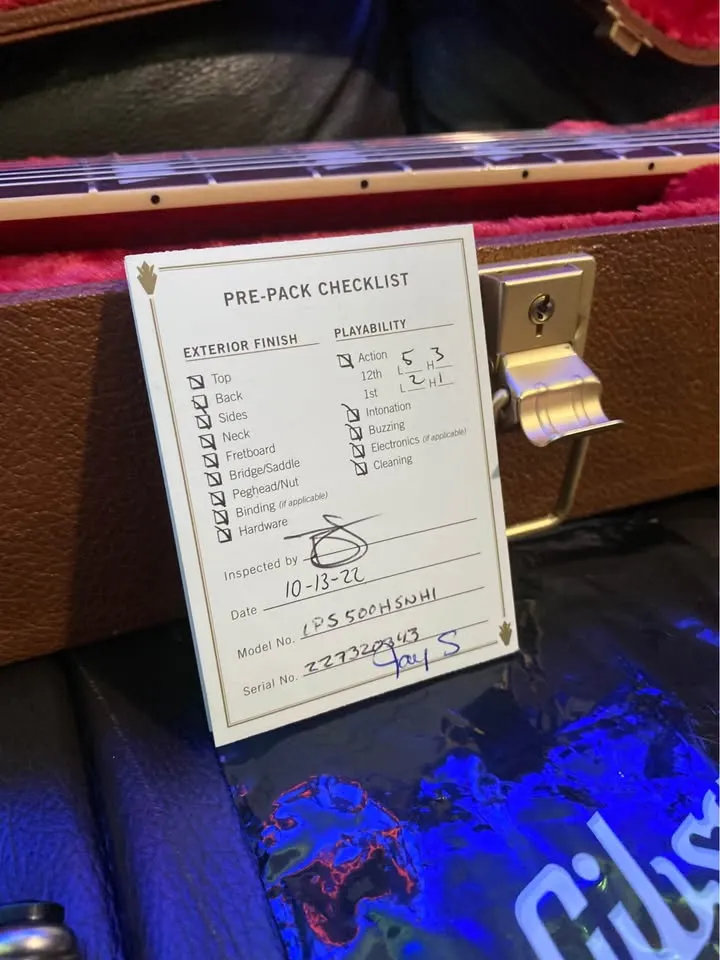 PRE-PACK CHECKLIST
EXTERIOR FINISH
Top
Back
Sides
Neck
Fretboard
Bridge/Saddle
Peghead/Nut
Binding (if applicable)
Hardware
PLAYABILITY
Action
12th L 5 H 3
1st L 2 H 1
Intonation
Buzzing
Electronics (if applicable)
Cleaning
Inspected by
Date 10-13-22
Model No. LPS500HSNH1
Serial No. 227320343
Jay S
Gibs